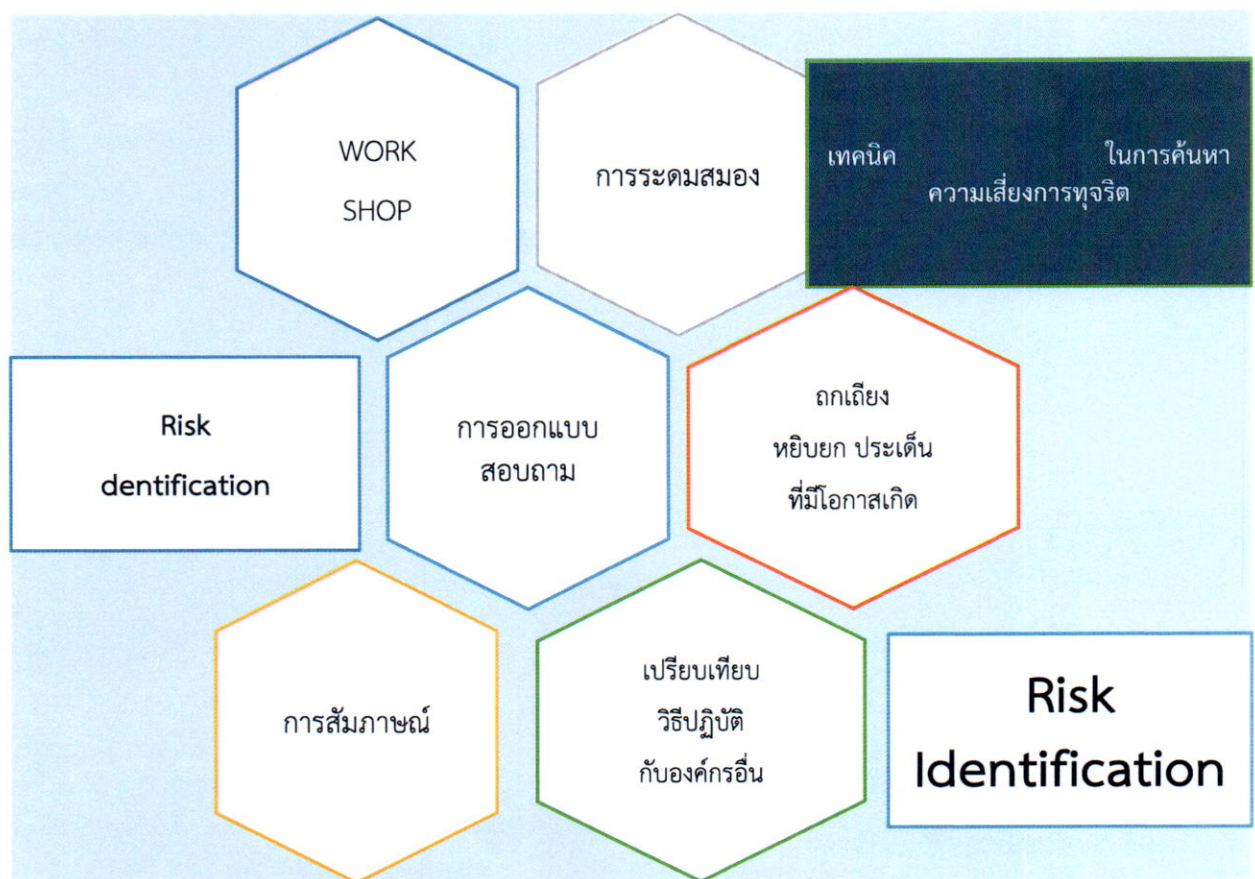 WORK
SHOP
การระดมสมอง
เทคนิค ในการค้นหา
ความเสี่ยงการทุจริต
Risk
dentification
การออกแบบ
สอบถาม
ถกเถียง
หยิบยก ประเด็น
ที่มีโอกาสเกิด
การสัมภาษณ์
เปรียบเทียบ
วิธีปฏิบัติ
กับองค์กรอื่น
Risk
Identification